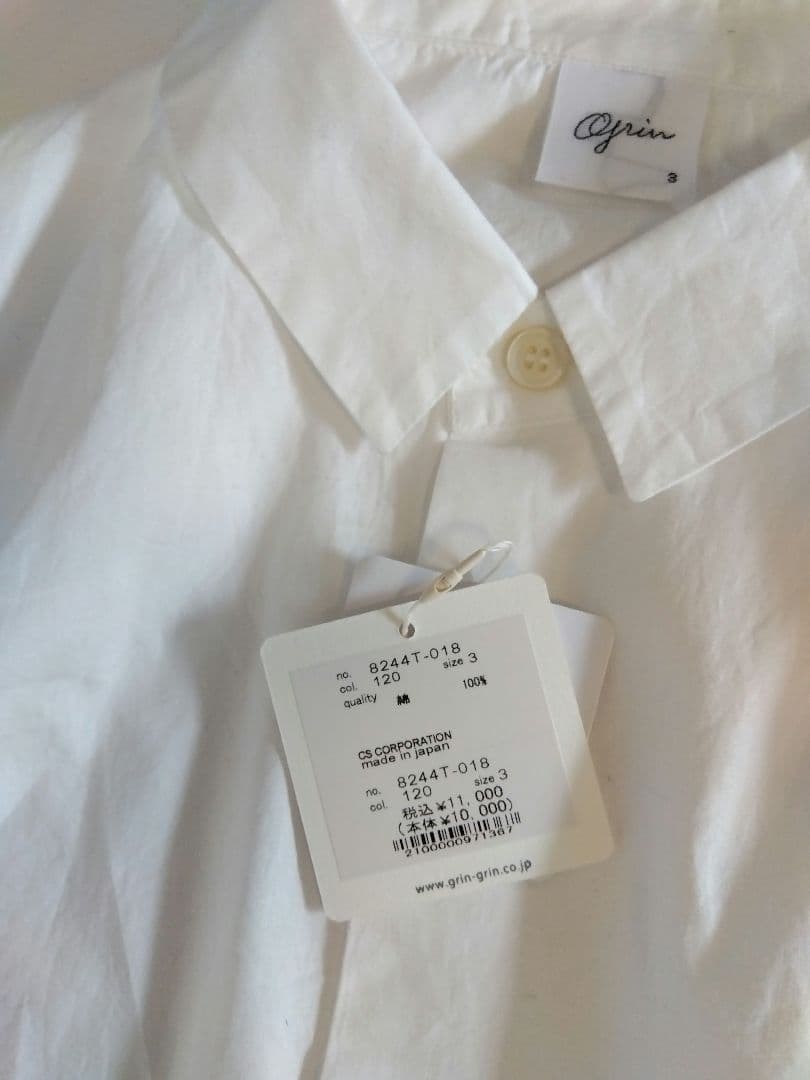 grin
3
no. 8244T-018
col. 120 size 3
quality 綿 100%
CS CORPORATION
made in japan
no. 8244T-018
col. 120 size 3
税込¥11,000
(本体¥10,000)
2100000971367
www.grin-grin.co.jp